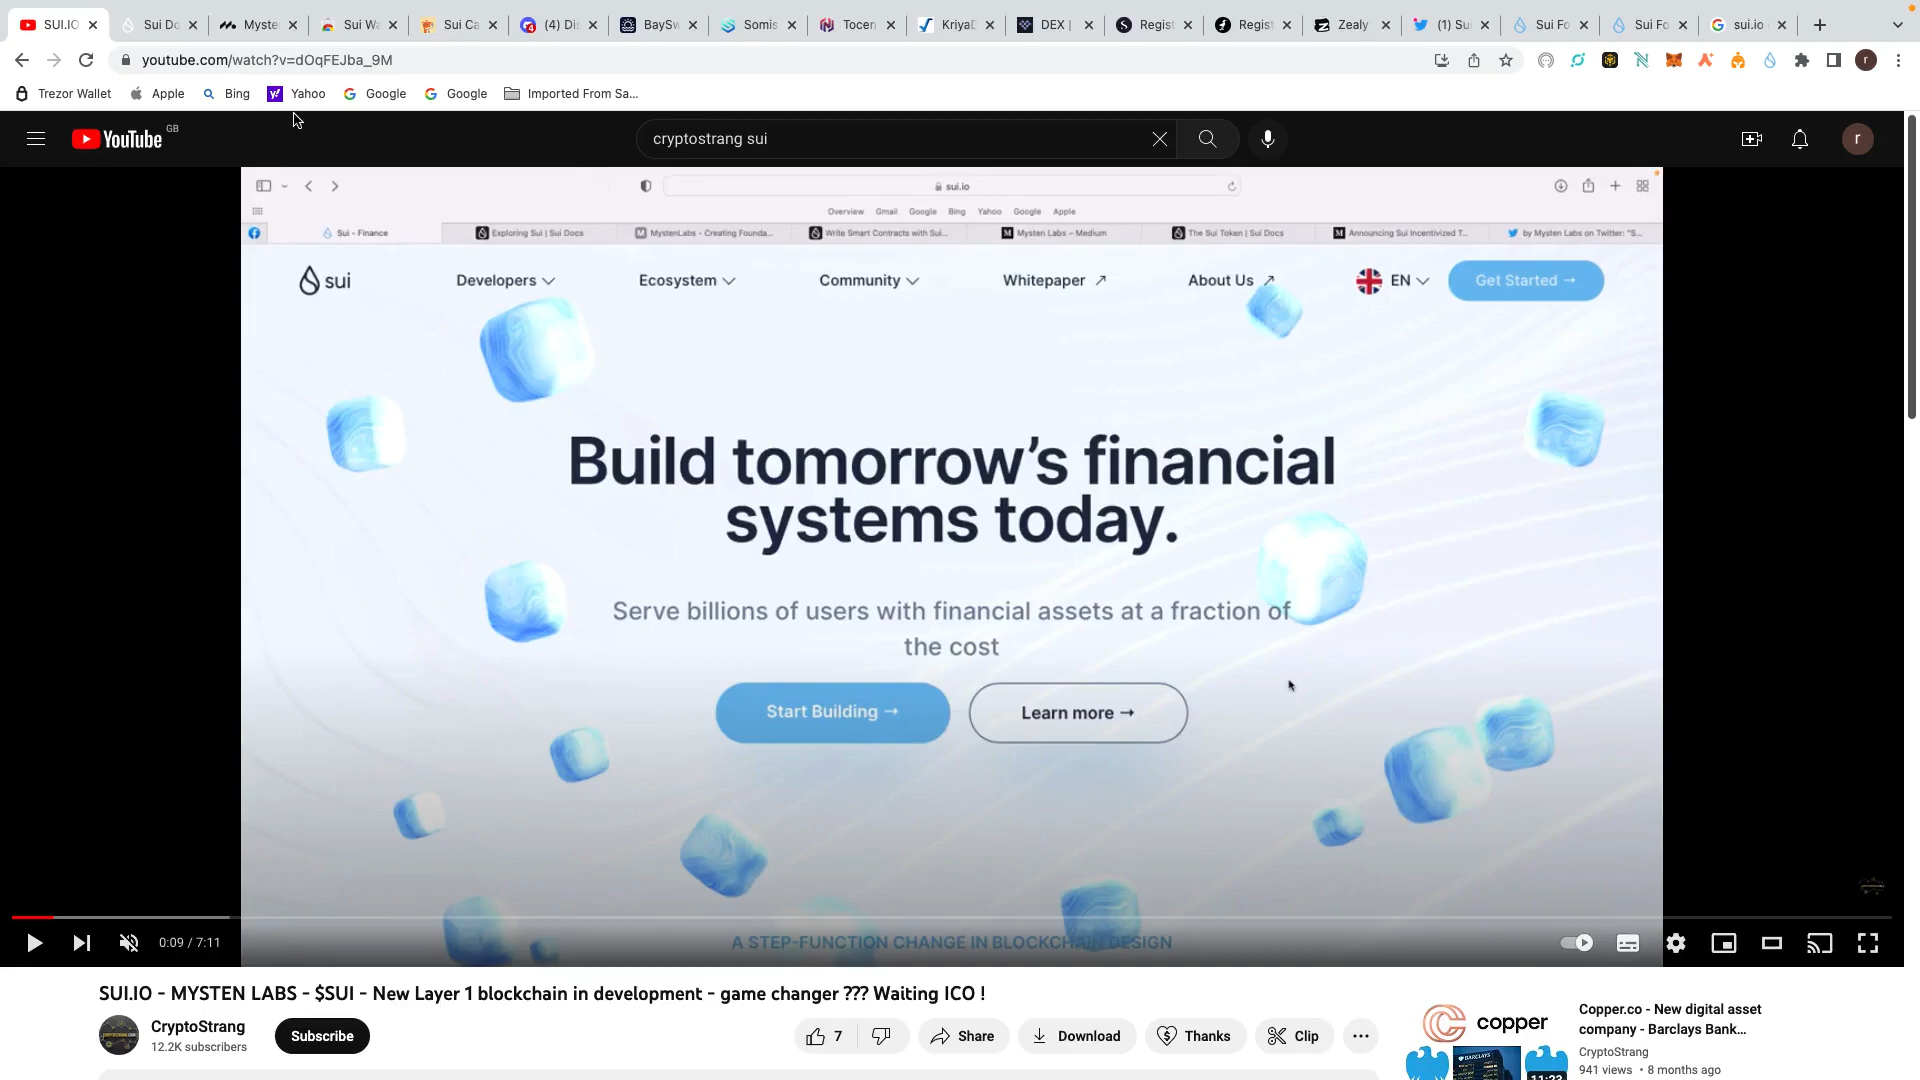 SUI.IO
Sui Do
Myste
Sui Wa
Sui Ca
(4) Dis
BaySw
Somis
Tocen
KriyaD
DEX |
Regist
Regist
Zealy
(1) Su
Sui Fo
Sui Fo
sui.io
youtube.com/watch?v=dOqFEJba_9M
r
Trezor Wallet
Apple
Bing
Yahoo
Google
Google
Imported From Sa...
YouTube GB
cryptostrang sui
r
sui.io
Overview Gmail Google Bing Yahoo Google Apple
Sui - Finance
Exploring Sui | Sui Docs
MystenLabs - Creating Founda...
Write Smart Contracts with Sui...
Mysten Labs – Medium
The Sui Token | Sui Docs
Announcing Sui Incentivized T...
by Mysten Labs on Twitter: "S...
sui
Developers
Ecosystem
Community
Whitepaper ↗
About Us ↗
EN
Get Started →
Build tomorrow's financial
systems today.
Serve billions of users with financial assets at a fraction of
the cost
Start Building →
Learn more →
A STEP-FUNCTION CHANGE IN BLOCKCHAIN DESIGN
0:09 / 7:11
SUI.IO - MYSTEN LABS - $SUI - New Layer 1 blockchain in development - game changer ??? Waiting ICO !
CryptoStrang
12.2K subscribers
Subscribe
7
Share
Download
Thanks
Clip
copper
BARCLAYS
11:23
Copper.co - New digital asset
company - Barclays Bank...
CryptoStrang
941 views • 8 months ago